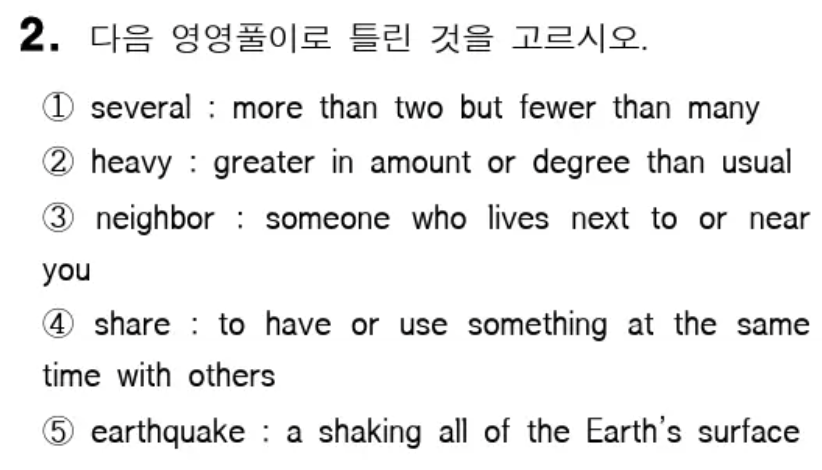 2. 다음 영영풀이로 틀린 것을 고르시오.
① several : more than two but fewer than many
② heavy : greater in amount or degree than usual
③ neighbor : someone who lives next to or near
you
④ share : to have or use something at the same
time with others
⑤ earthquake : a shaking all of the Earth's surface